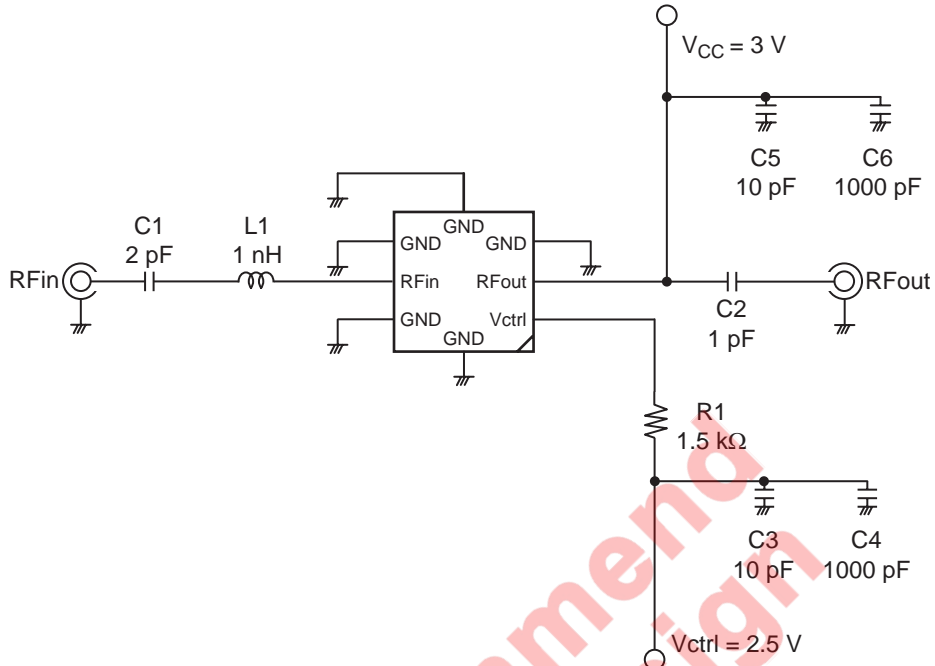 V_CC = 3 V
C5
10 pF
C6
1000 pF
C1
2 pF
L1
1 nH
GND
GND
GND
RFin
RFin
RFout
RFout
C2
1 pF
GND
Vctrl
GND
R1
1.5 kΩ
C3
10 pF
C4
1000 pF
Vctrl = 2.5 V